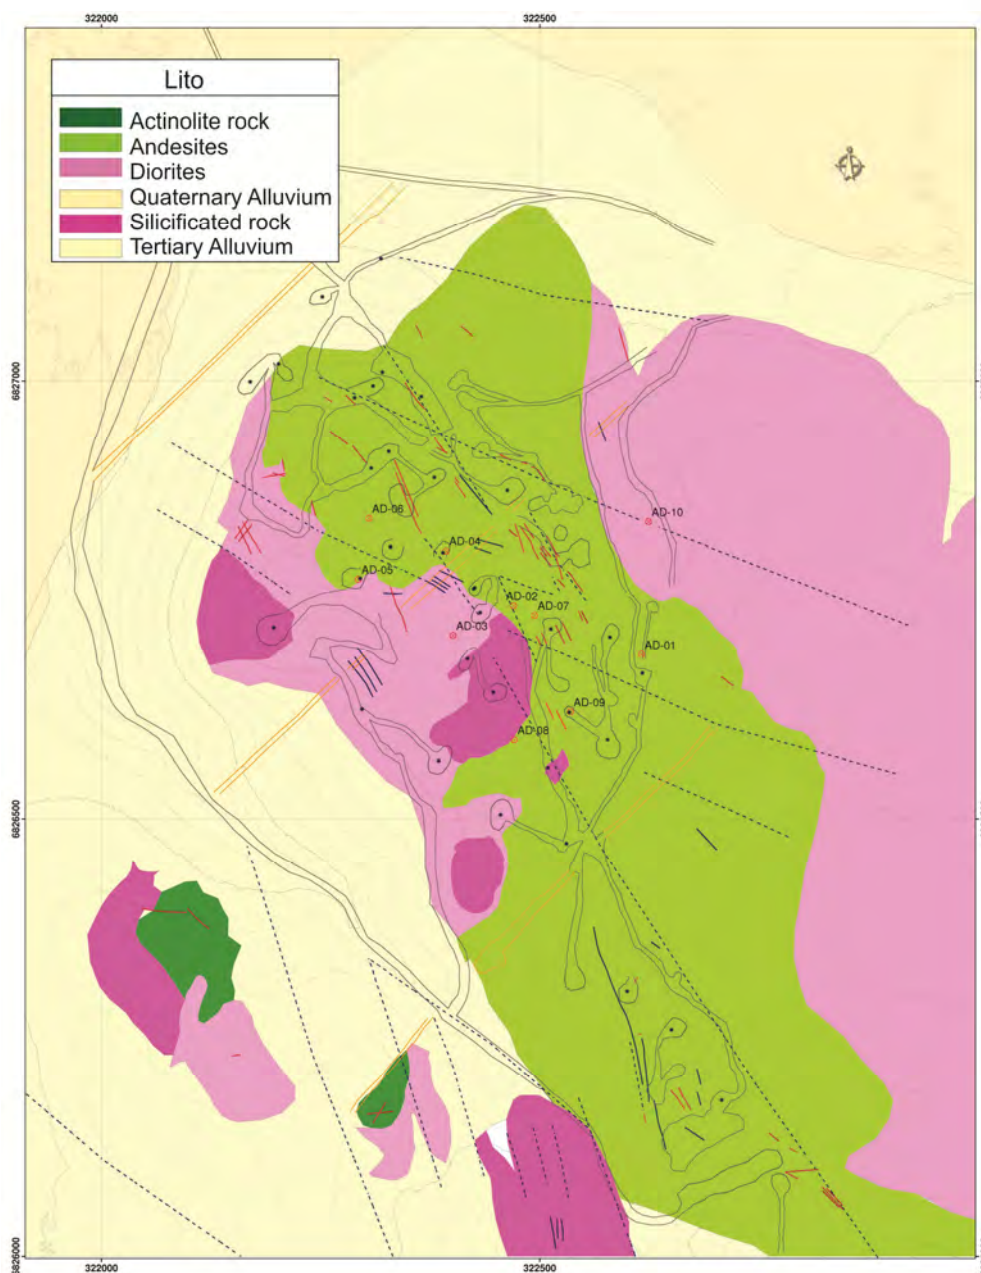 322000
322500
Lito
Actinolite rock
Andesites
Diorites
Quaternary Alluvium
Silicificated rock
Tertiary Alluvium
6827000
AD-10
AD-06
AD-04
AD-05
AD-02
AD-07
AD-03
AD-01
AD-09
AD-08
6826500
6826000
322000
322500